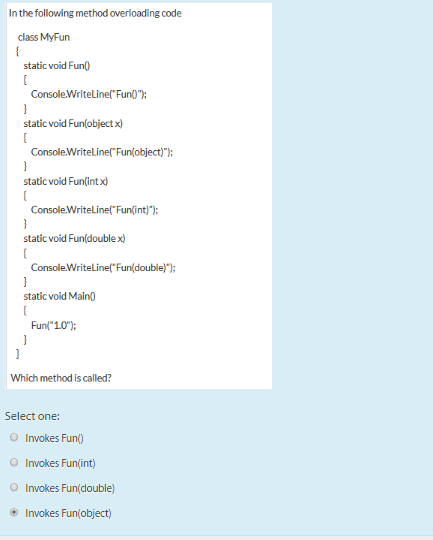 In the following method overloading code
class MyFun
{
static void Fun()
{
Console.WriteLine("Fun()");
}
static void Fun(object x)
{
Console.WriteLine("Fun(object)");
}
static void Fun(int x)
{
Console.WriteLine("Fun(int)");
}
static void Fun(double x)
{
Console.WriteLine("Fun(double)");
}
static void Main()
{
Fun("1.0");
}
}
Which method is called?
Select one:
Invokes Fun()
Invokes Fun(int)
Invokes Fun(double)
Invokes Fun(object)